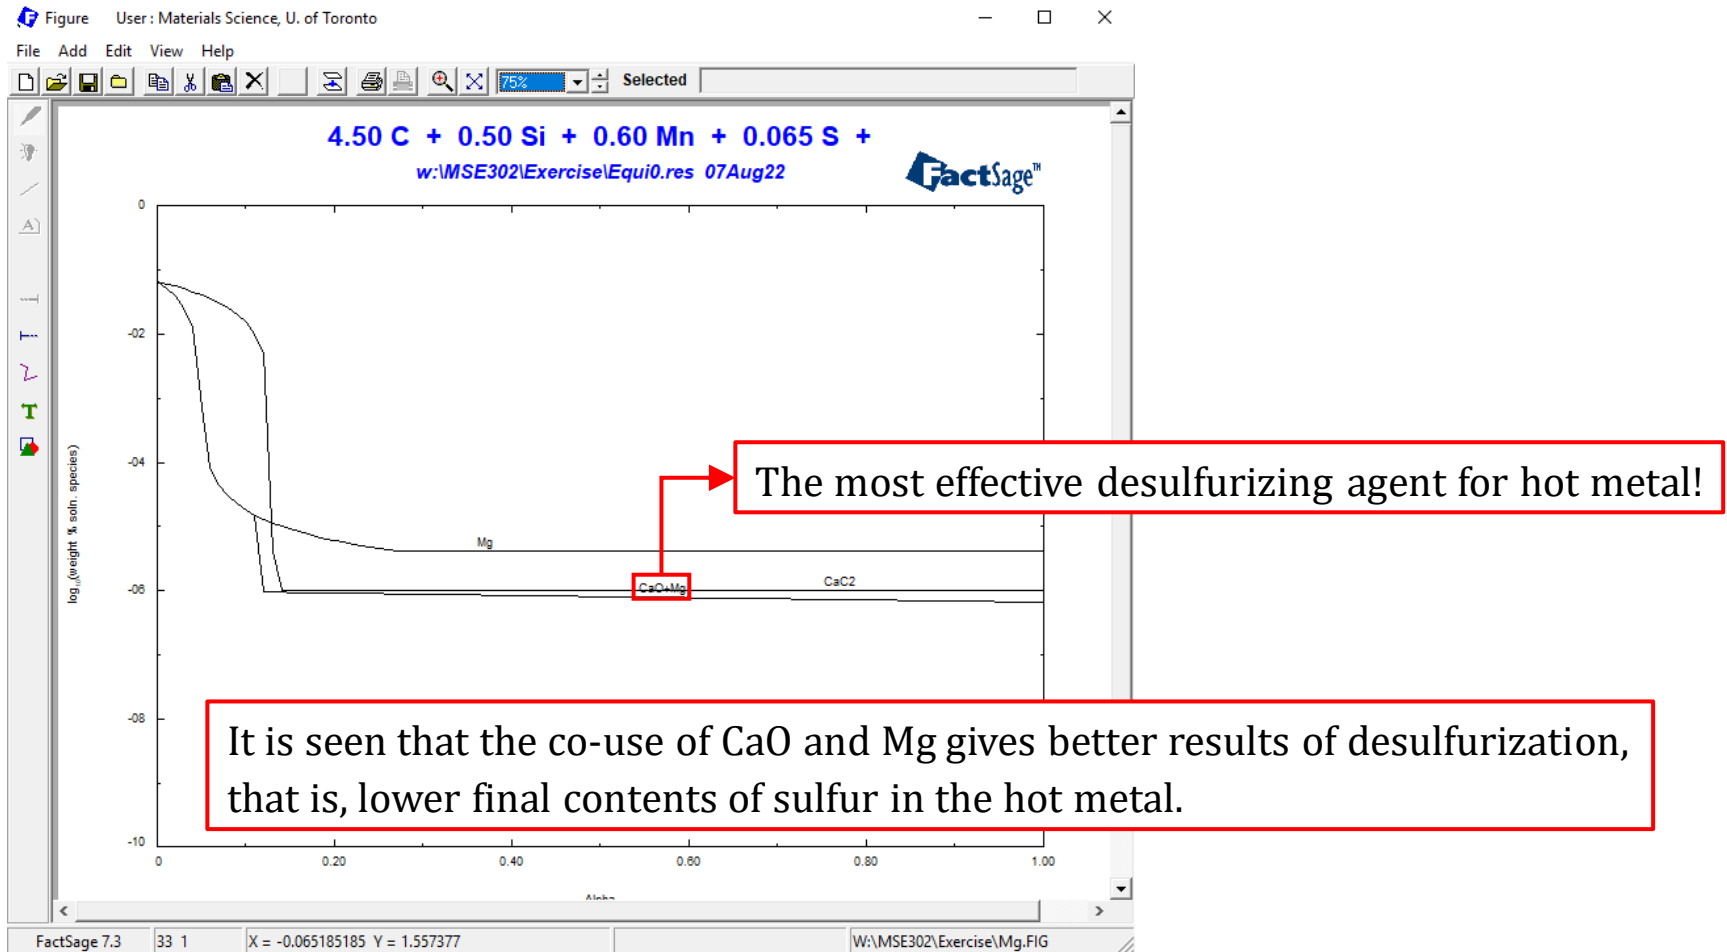 Figure User : Materials Science, U. of Toronto
File Add Edit View Help
75% Selected
4.50 C + 0.50 Si + 0.60 Mn + 0.065 S +
w:\MSE302\Exercise\Equi0.res 07Aug22
FactSage™
0
-02
-04
-06
-08
-10
log₁₀(weight % soln. species)
Mg
CaO+Mg
CaC2
The most effective desulfurizing agent for hot metal!
It is seen that the co-use of CaO and Mg gives better results of desulfurization,
that is, lower final contents of sulfur in the hot metal.
0 0.20 0.40 0.60 0.80 1.00
Alpha
FactSage 7.3 33 1 X = -0.065185185 Y = 1.557377 W:\MSE302\Exercise\Mg.FIG